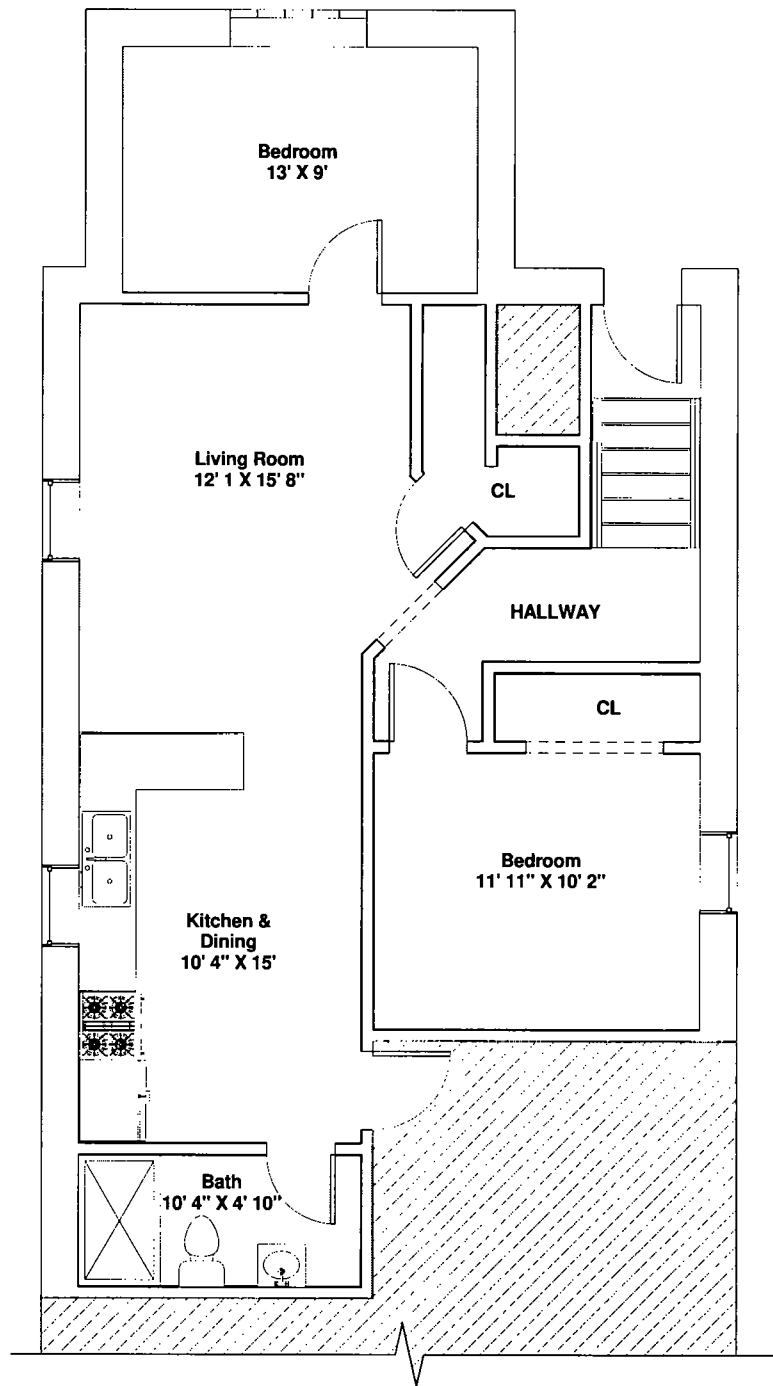 Bedroom
13' X 9'
Living Room
12' 1 X 15' 8"
CL
HALLWAY
CL
Bedroom
11' 11" X 10' 2"
Kitchen &
Dining
10' 4" X 15'
Bath
10' 4" X 4' 10"